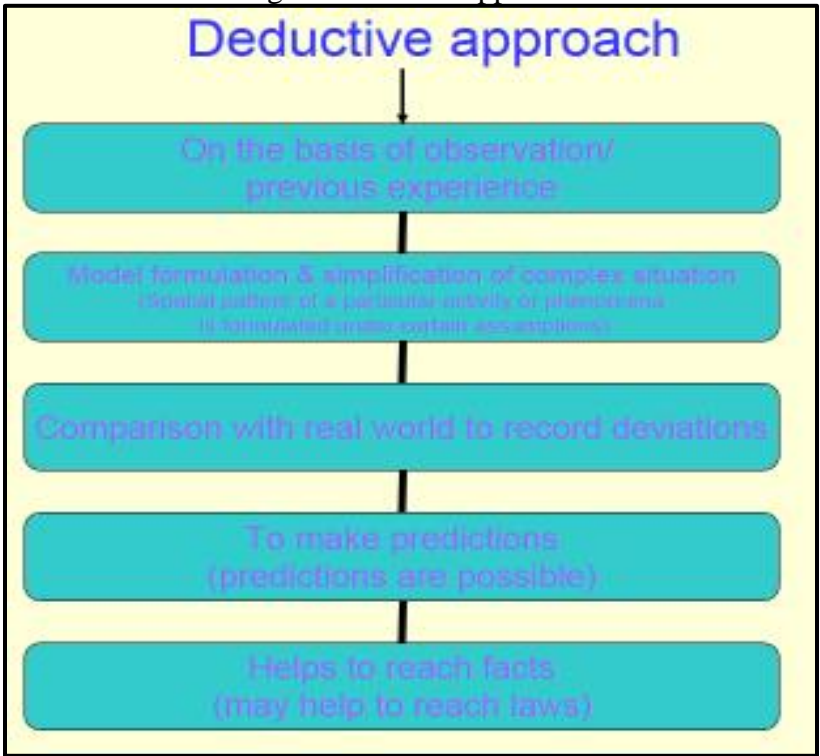 Deductive approach
On the basis of observation/
previous experience
Model formulation & simplification of complex situation
(Spatial pattern of a particular activity or phenomena
is formulated under certain assumptions)
Comparison with real world to record deviations
To make predictions
(predictions are possible)
Helps to reach facts
(may help to reach laws)